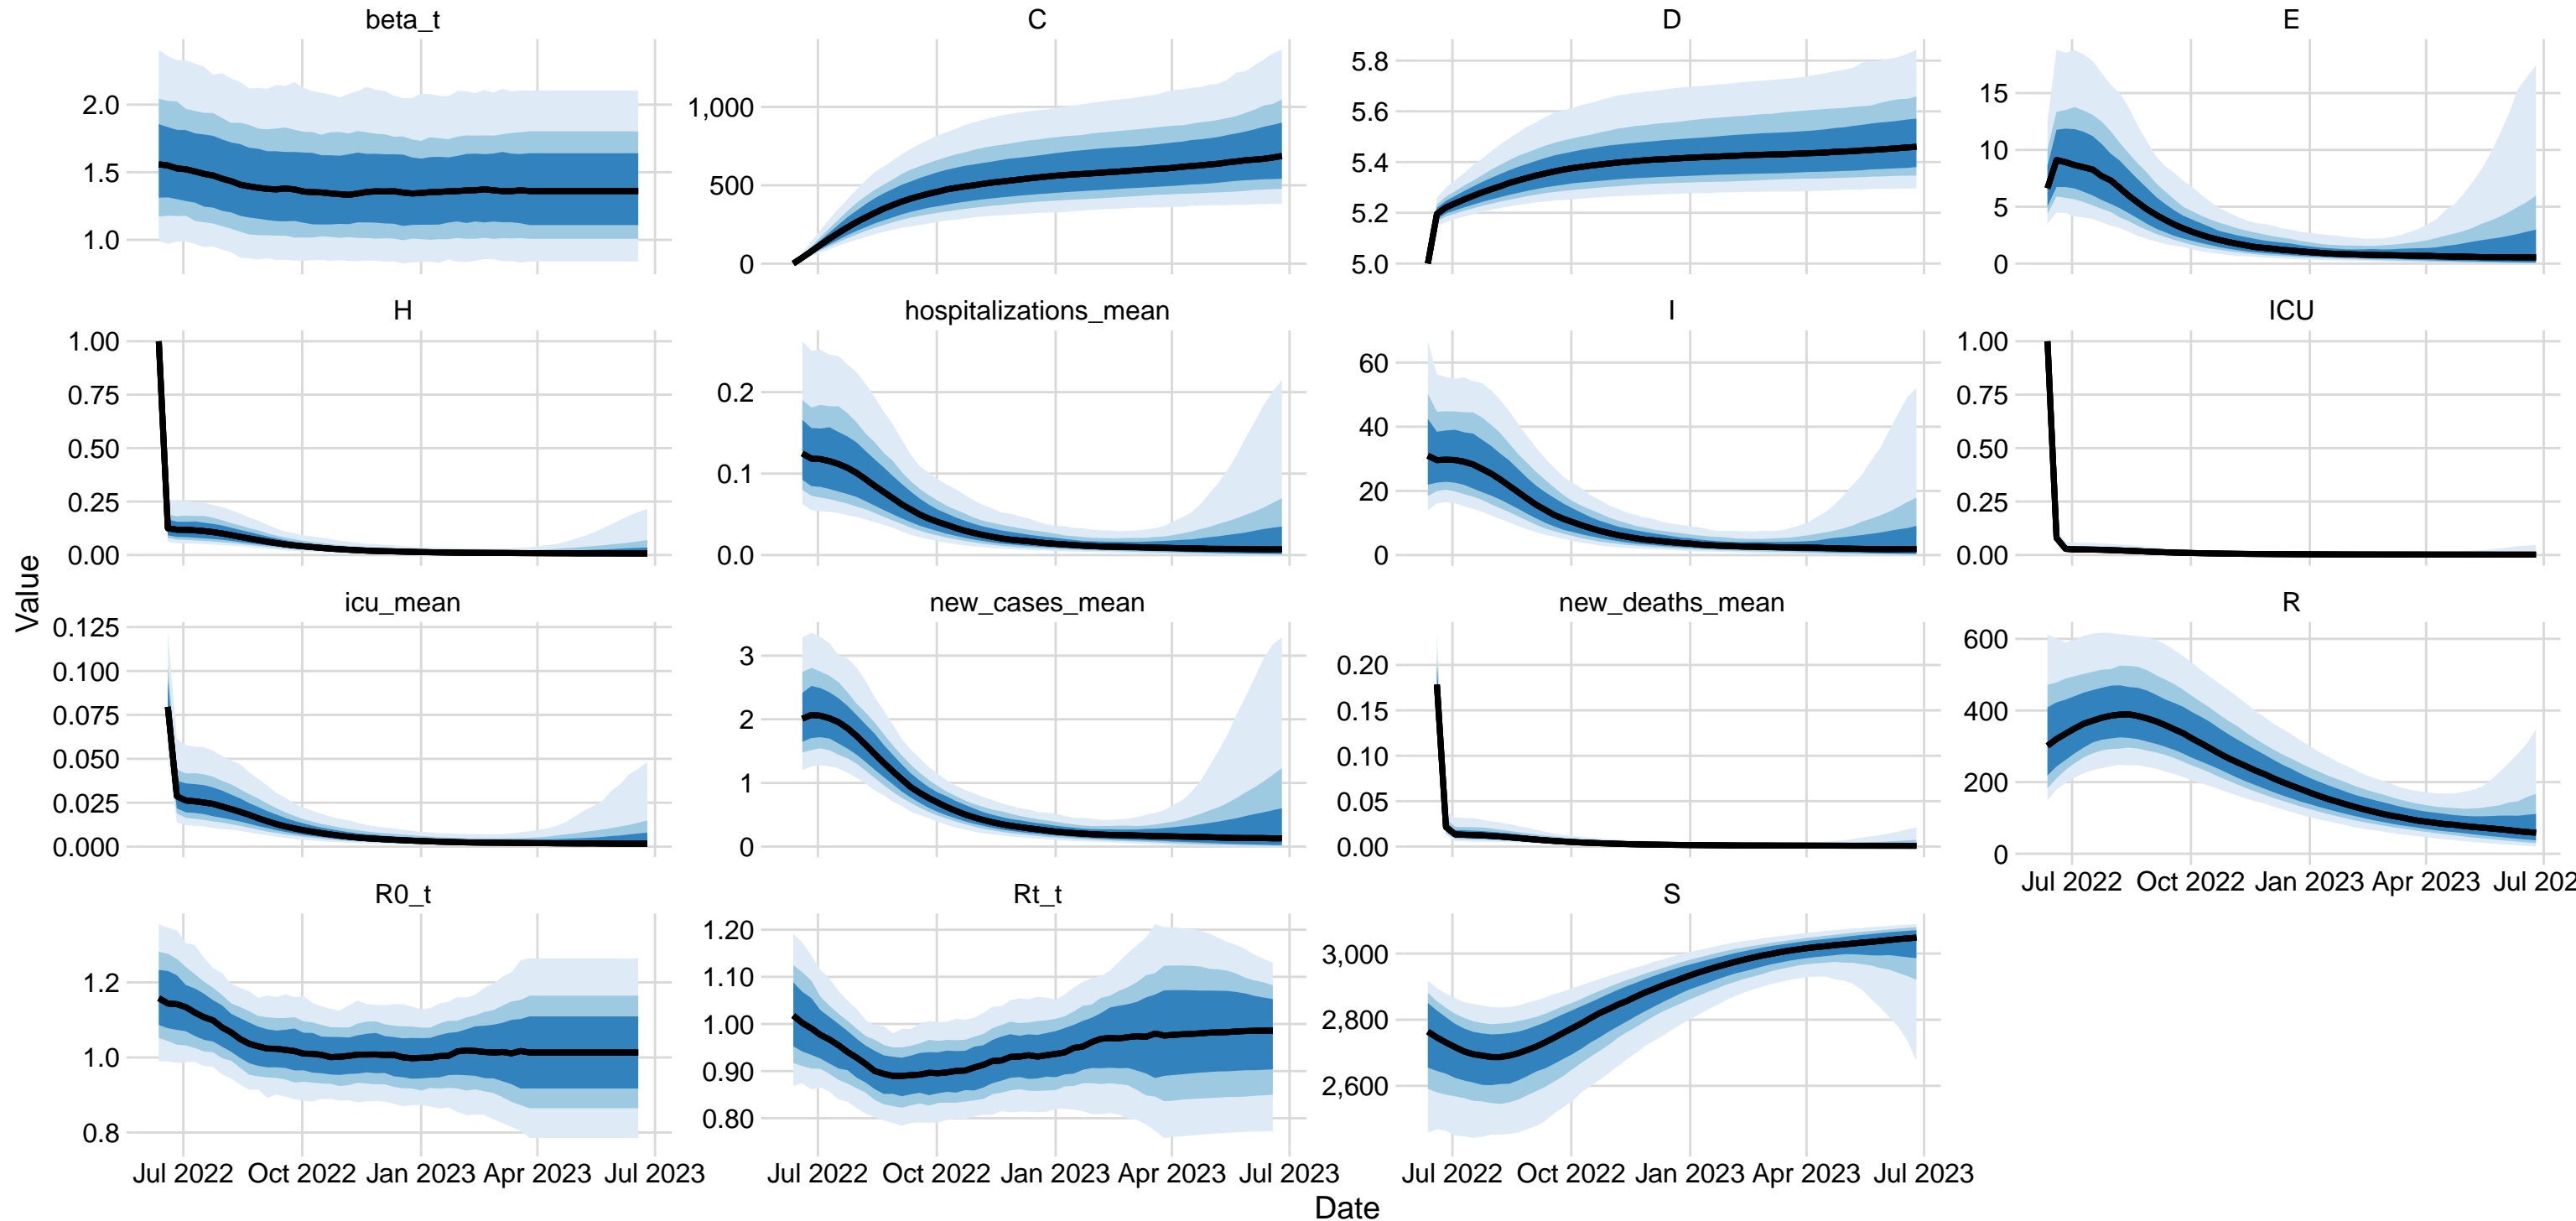 beta_t
C
D
E
2.0
1.5
1.0
1,000
500
0
5.8
5.6
5.4
5.2
5.0
15
10
5
0
H
hospitalizations_mean
I
ICU
1.00
0.75
0.50
0.25
0.00
0.2
0.1
0.0
60
40
20
0
1.00
0.75
0.50
0.25
0.00
Value
icu_mean
new_cases_mean
new_deaths_mean
R
0.125
0.100
0.075
0.050
0.025
0.000
3
2
1
0
0.20
0.15
0.10
0.05
0.00
600
400
200
0
Jul 2022 Oct 2022 Jan 2023 Apr 2023 Jul 202
R0_t
Rt_t
S
1.2
1.0
0.8
1.20
1.10
1.00
0.90
0.80
3,000
2,800
2,600
Jul 2022 Oct 2022 Jan 2023 Apr 2023 Jul 2023
Jul 2022 Oct 2022 Jan 2023 Apr 2023 Jul 2023
Jul 2022 Oct 2022 Jan 2023 Apr 2023 Jul 2023
Date